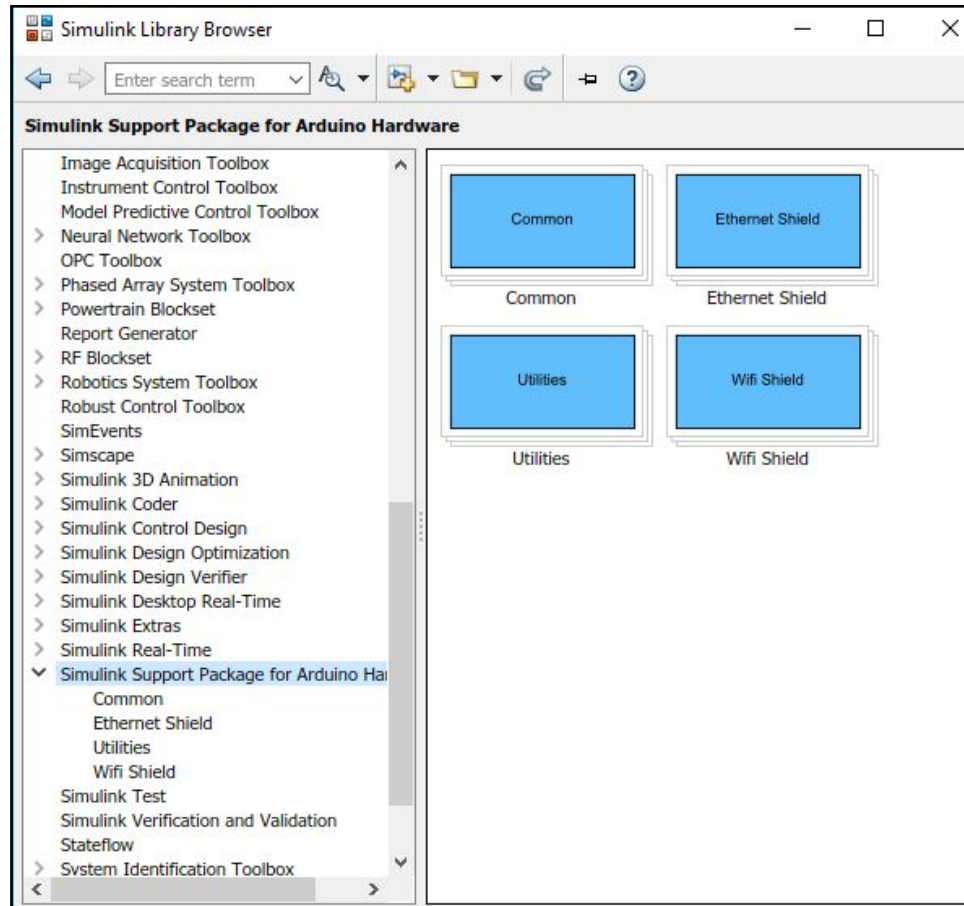 Simulink Library Browser
Enter search term
Simulink Support Package for Arduino Hardware
Image Acquisition Toolbox
Instrument Control Toolbox
Model Predictive Control Toolbox
Neural Network Toolbox
OPC Toolbox
Phased Array System Toolbox
Powertrain Blockset
Report Generator
RF Blockset
Robotics System Toolbox
Robust Control Toolbox
SimEvents
Simscape
Simulink 3D Animation
Simulink Coder
Simulink Control Design
Simulink Design Optimization
Simulink Design Verifier
Simulink Desktop Real-Time
Simulink Extras
Simulink Real-Time
Simulink Support Package for Arduino Har
Common
Ethernet Shield
Utilities
Wifi Shield
Simulink Test
Simulink Verification and Validation
Stateflow
System Identification Toolbox
Common
Ethernet Shield
Common
Ethernet Shield
Utilities
Wifi Shield
Utilities
Wifi Shield